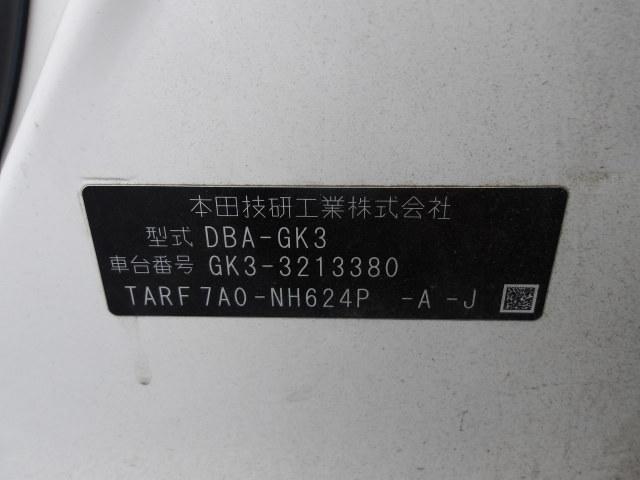 本田技研工業株式会社
型式 DBA-GK3
車台番号 GK3-3213380
TARF7A0-NH624P -A-J